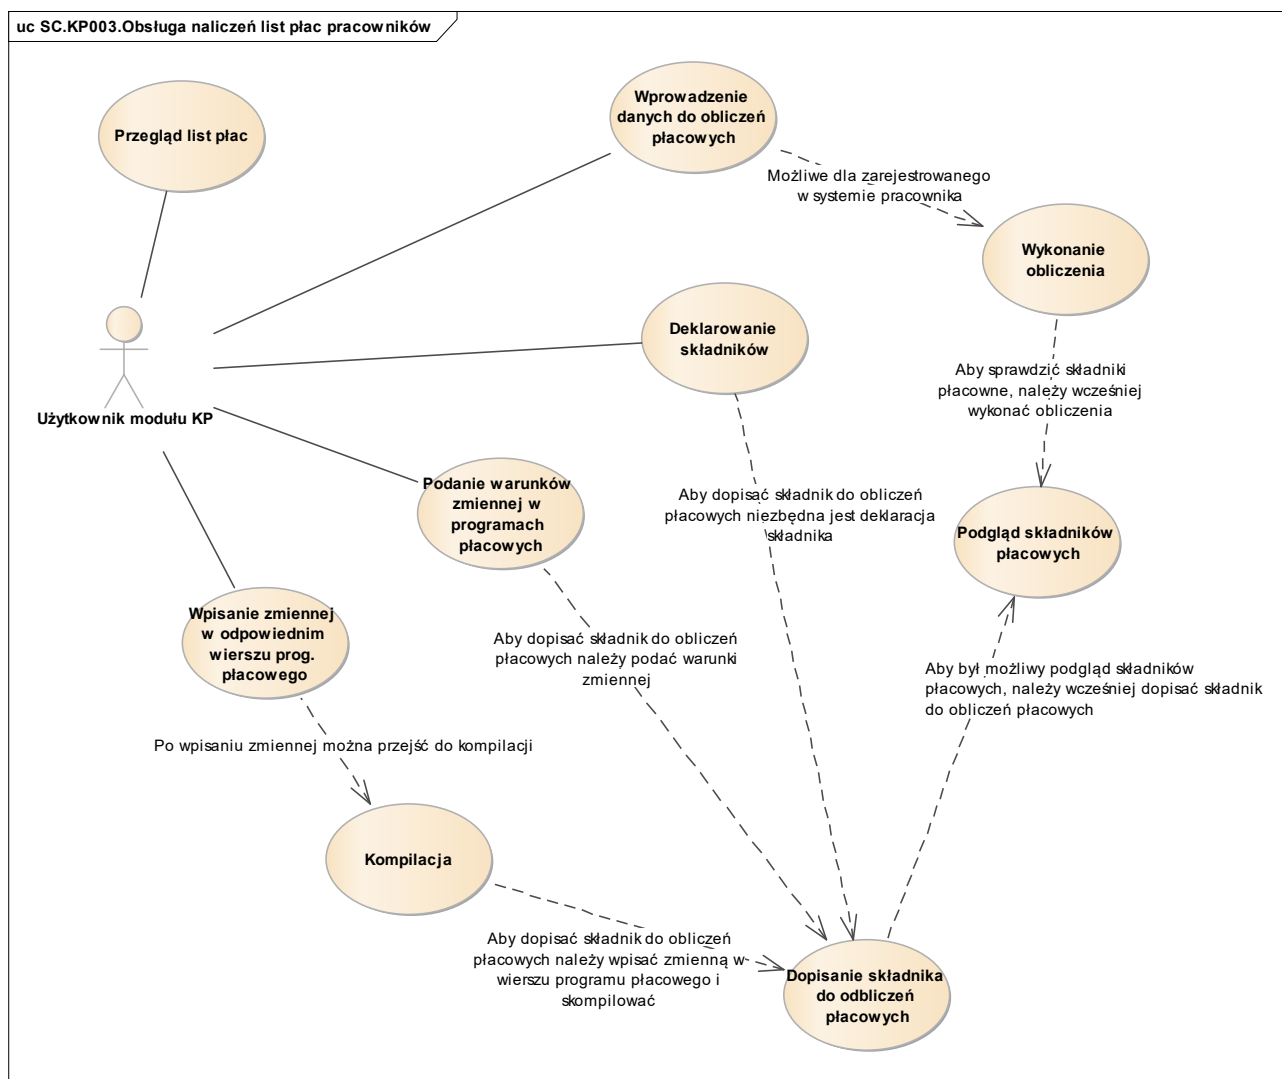 uc SC.KP003.Obsługa naliczeń list płac pracowników
Przegląd list płac
Wprowadzenie
danych do obliczeń
płacowych
Możliwe dla zarejestrowanego
w systemie pracownika
Wykonanie
obliczenia
Deklarowanie
składników
Użytkownik modułu KP
Aby sprawdzić składniki
płacowne, należy wcześniej
wykonać obliczenia
Podanie warunków
zmiennej w
programach
płacowych
Aby dopisać składnik do obliczeń
płacowych niezbędna jest deklaracja
składnika
Podgląd składników
płacowych
Wpisanie zmiennej
w odpowiednim
wierszu prog.
płacowego
Aby dopisać składnik do obliczeń
płacowych należy podać warunki
zmiennej
Aby był możliwy podgląd składników
płacowych, należy wcześniej dopisać składnik
do obliczeń płacowych
Po wpisaniu zmiennej można przejść do kompilacji
Kompilacja
Aby dopisać składnik do obliczeń
płacowych należy wpisać zmienną w
wierszu programu płacowego i
skompilować
Dopisanie składnika
do odbliczeń
płacowych